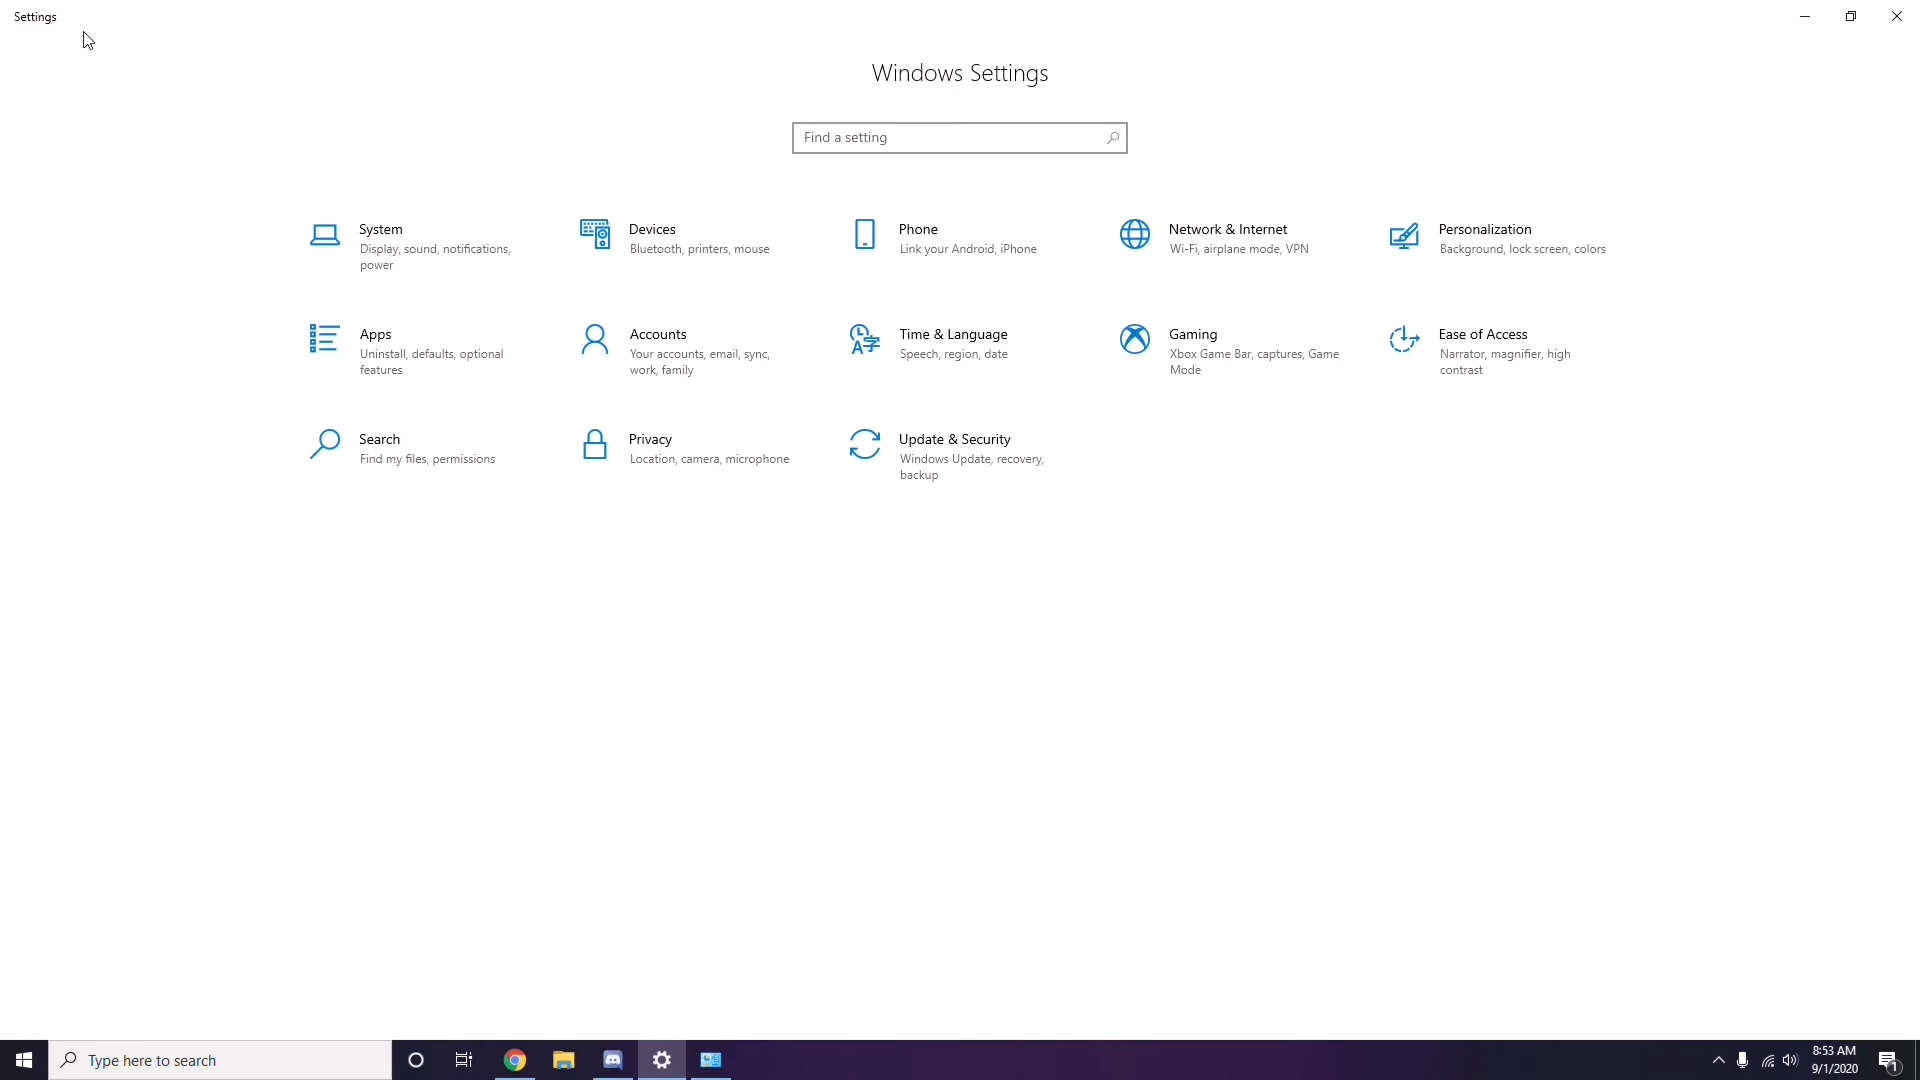 Settings
Windows Settings
Find a setting
System
Display, sound, notifications,
power
Devices
Bluetooth, printers, mouse
Phone
Link your Android, iPhone
Network & Internet
Wi-Fi, airplane mode, VPN
Personalization
Background, lock screen, colors
Apps
Uninstall, defaults, optional
features
Accounts
Your accounts, email, sync,
work, family
Time & Language
Speech, region, date
Gaming
Xbox Game Bar, captures, Game
Mode
Ease of Access
Narrator, magnifier, high
contrast
Search
Find my files, permissions
Privacy
Location, camera, microphone
Update & Security
Windows Update, recovery,
backup
Type here to search
8:53 AM
9/1/2020
1